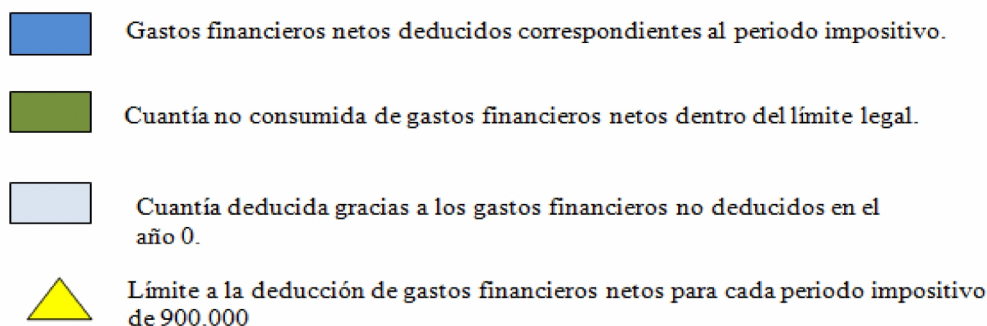 Gastos financieros netos deducidos correspondientes al periodo impositivo.
Cuantía no consumida de gastos financieros netos dentro del límite legal.
Cuantía deducida gracias a los gastos financieros no deducidos en el
año 0.
Límite a la deducción de gastos financieros netos para cada periodo impositivo
de 900.000